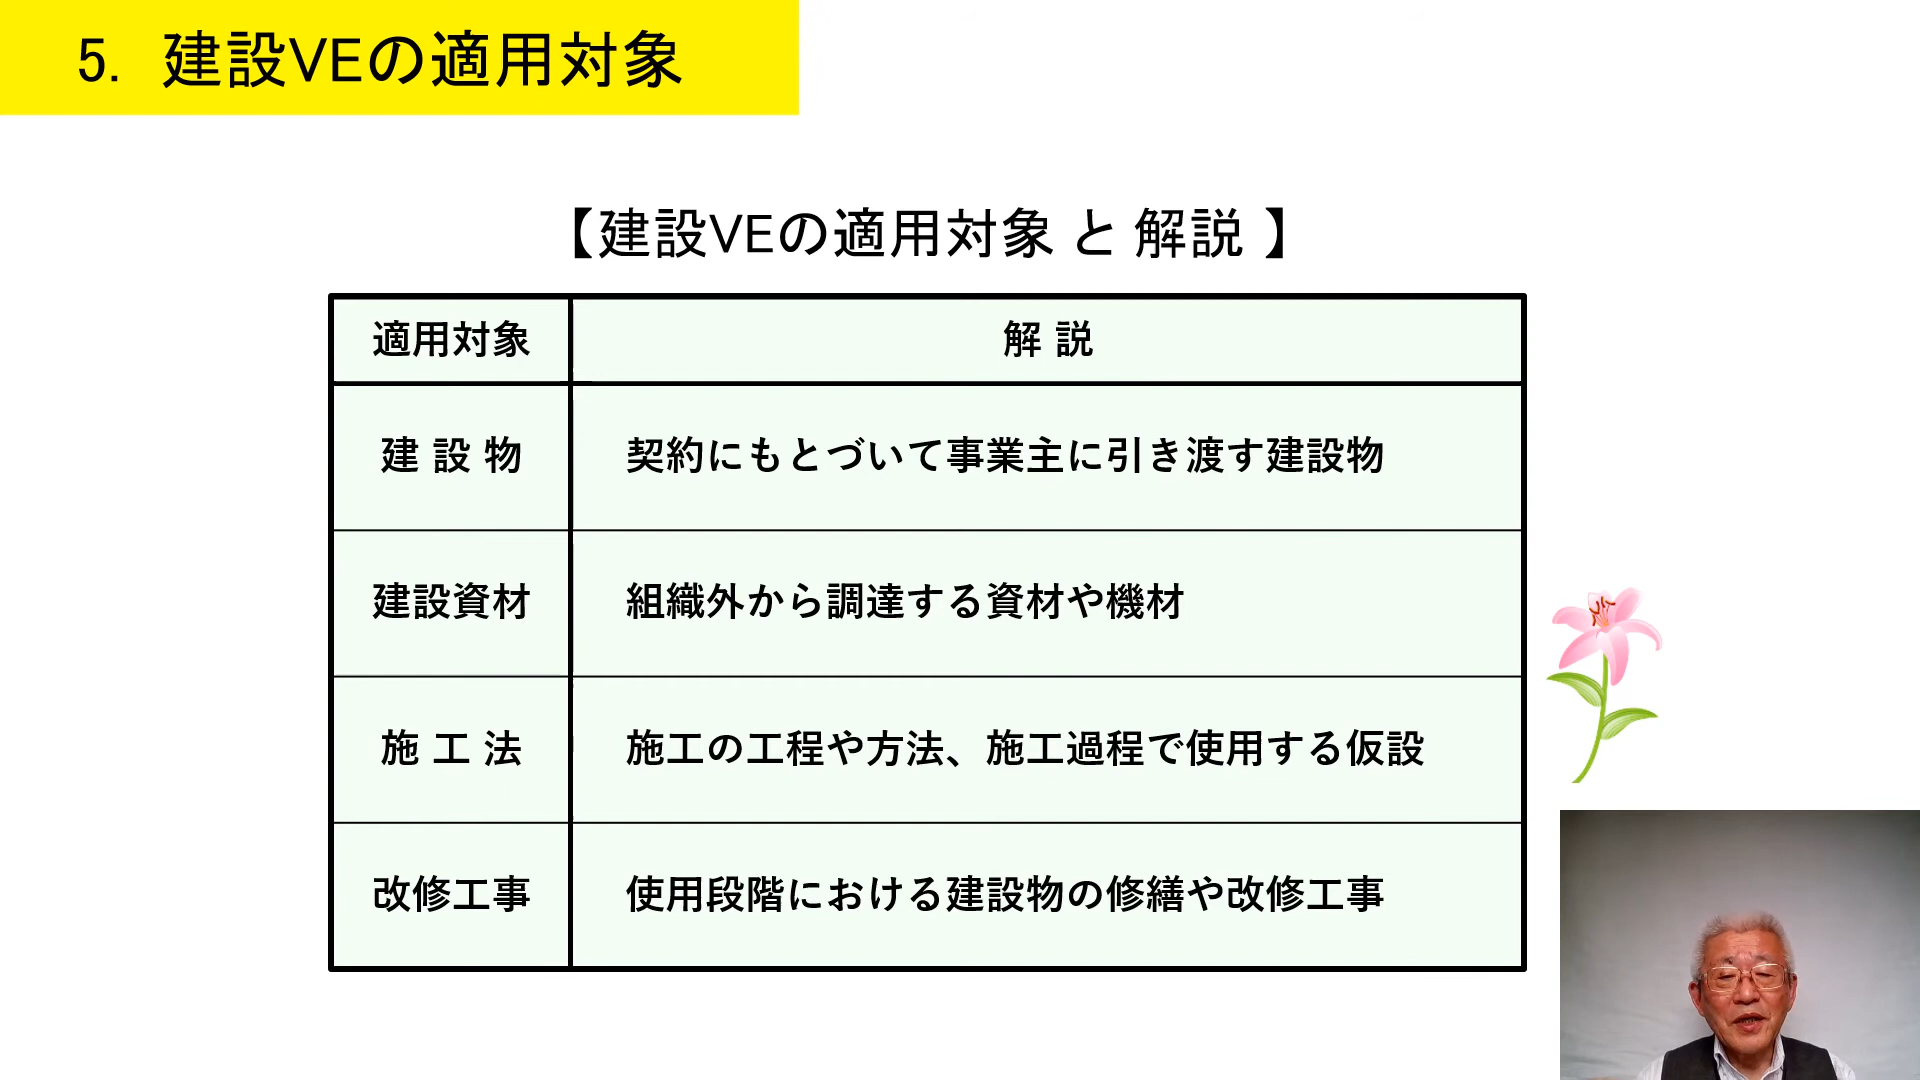 5. 建設VEの適用対象
【建設VEの適用対象 と 解説 】
適用対象 解 説
建 設 物 契約にもとづいて事業主に引き渡す建設物
建設資材 組織外から調達する資材や機材
施 工 法 施工の工程や方法、施工過程で使用する仮設
改修工事 使用段階における建設物の修繕や改修工事